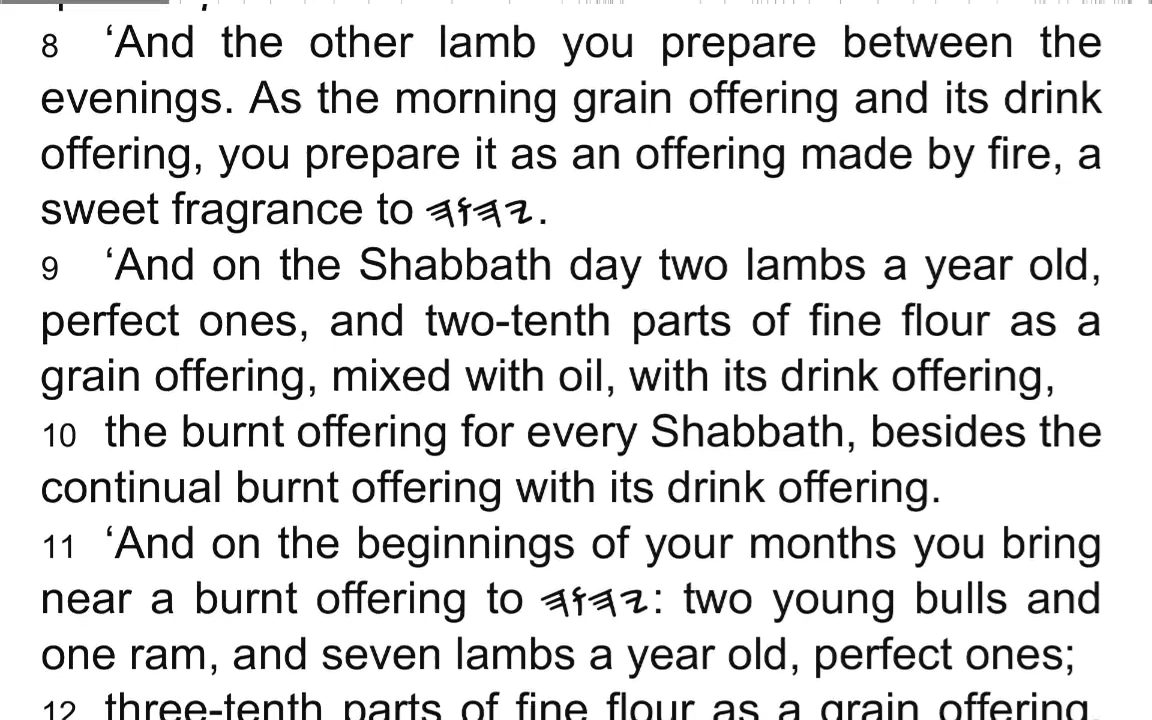 8 ‘And the other lamb you prepare between the
evenings. As the morning grain offering and its drink
offering, you prepare it as an offering made by fire, a
sweet fragrance to 𐤉𐤄𐤅𐤄.
9 ‘And on the Shabbath day two lambs a year old,
perfect ones, and two-tenth parts of fine flour as a
grain offering, mixed with oil, with its drink offering,
10 the burnt offering for every Shabbath, besides the
continual burnt offering with its drink offering.
11 ‘And on the beginnings of your months you bring
near a burnt offering to 𐤉𐤄𐤅𐤄: two young bulls and
one ram, and seven lambs a year old, perfect ones;
12 three-tenth parts of fine flour as a grain offering,